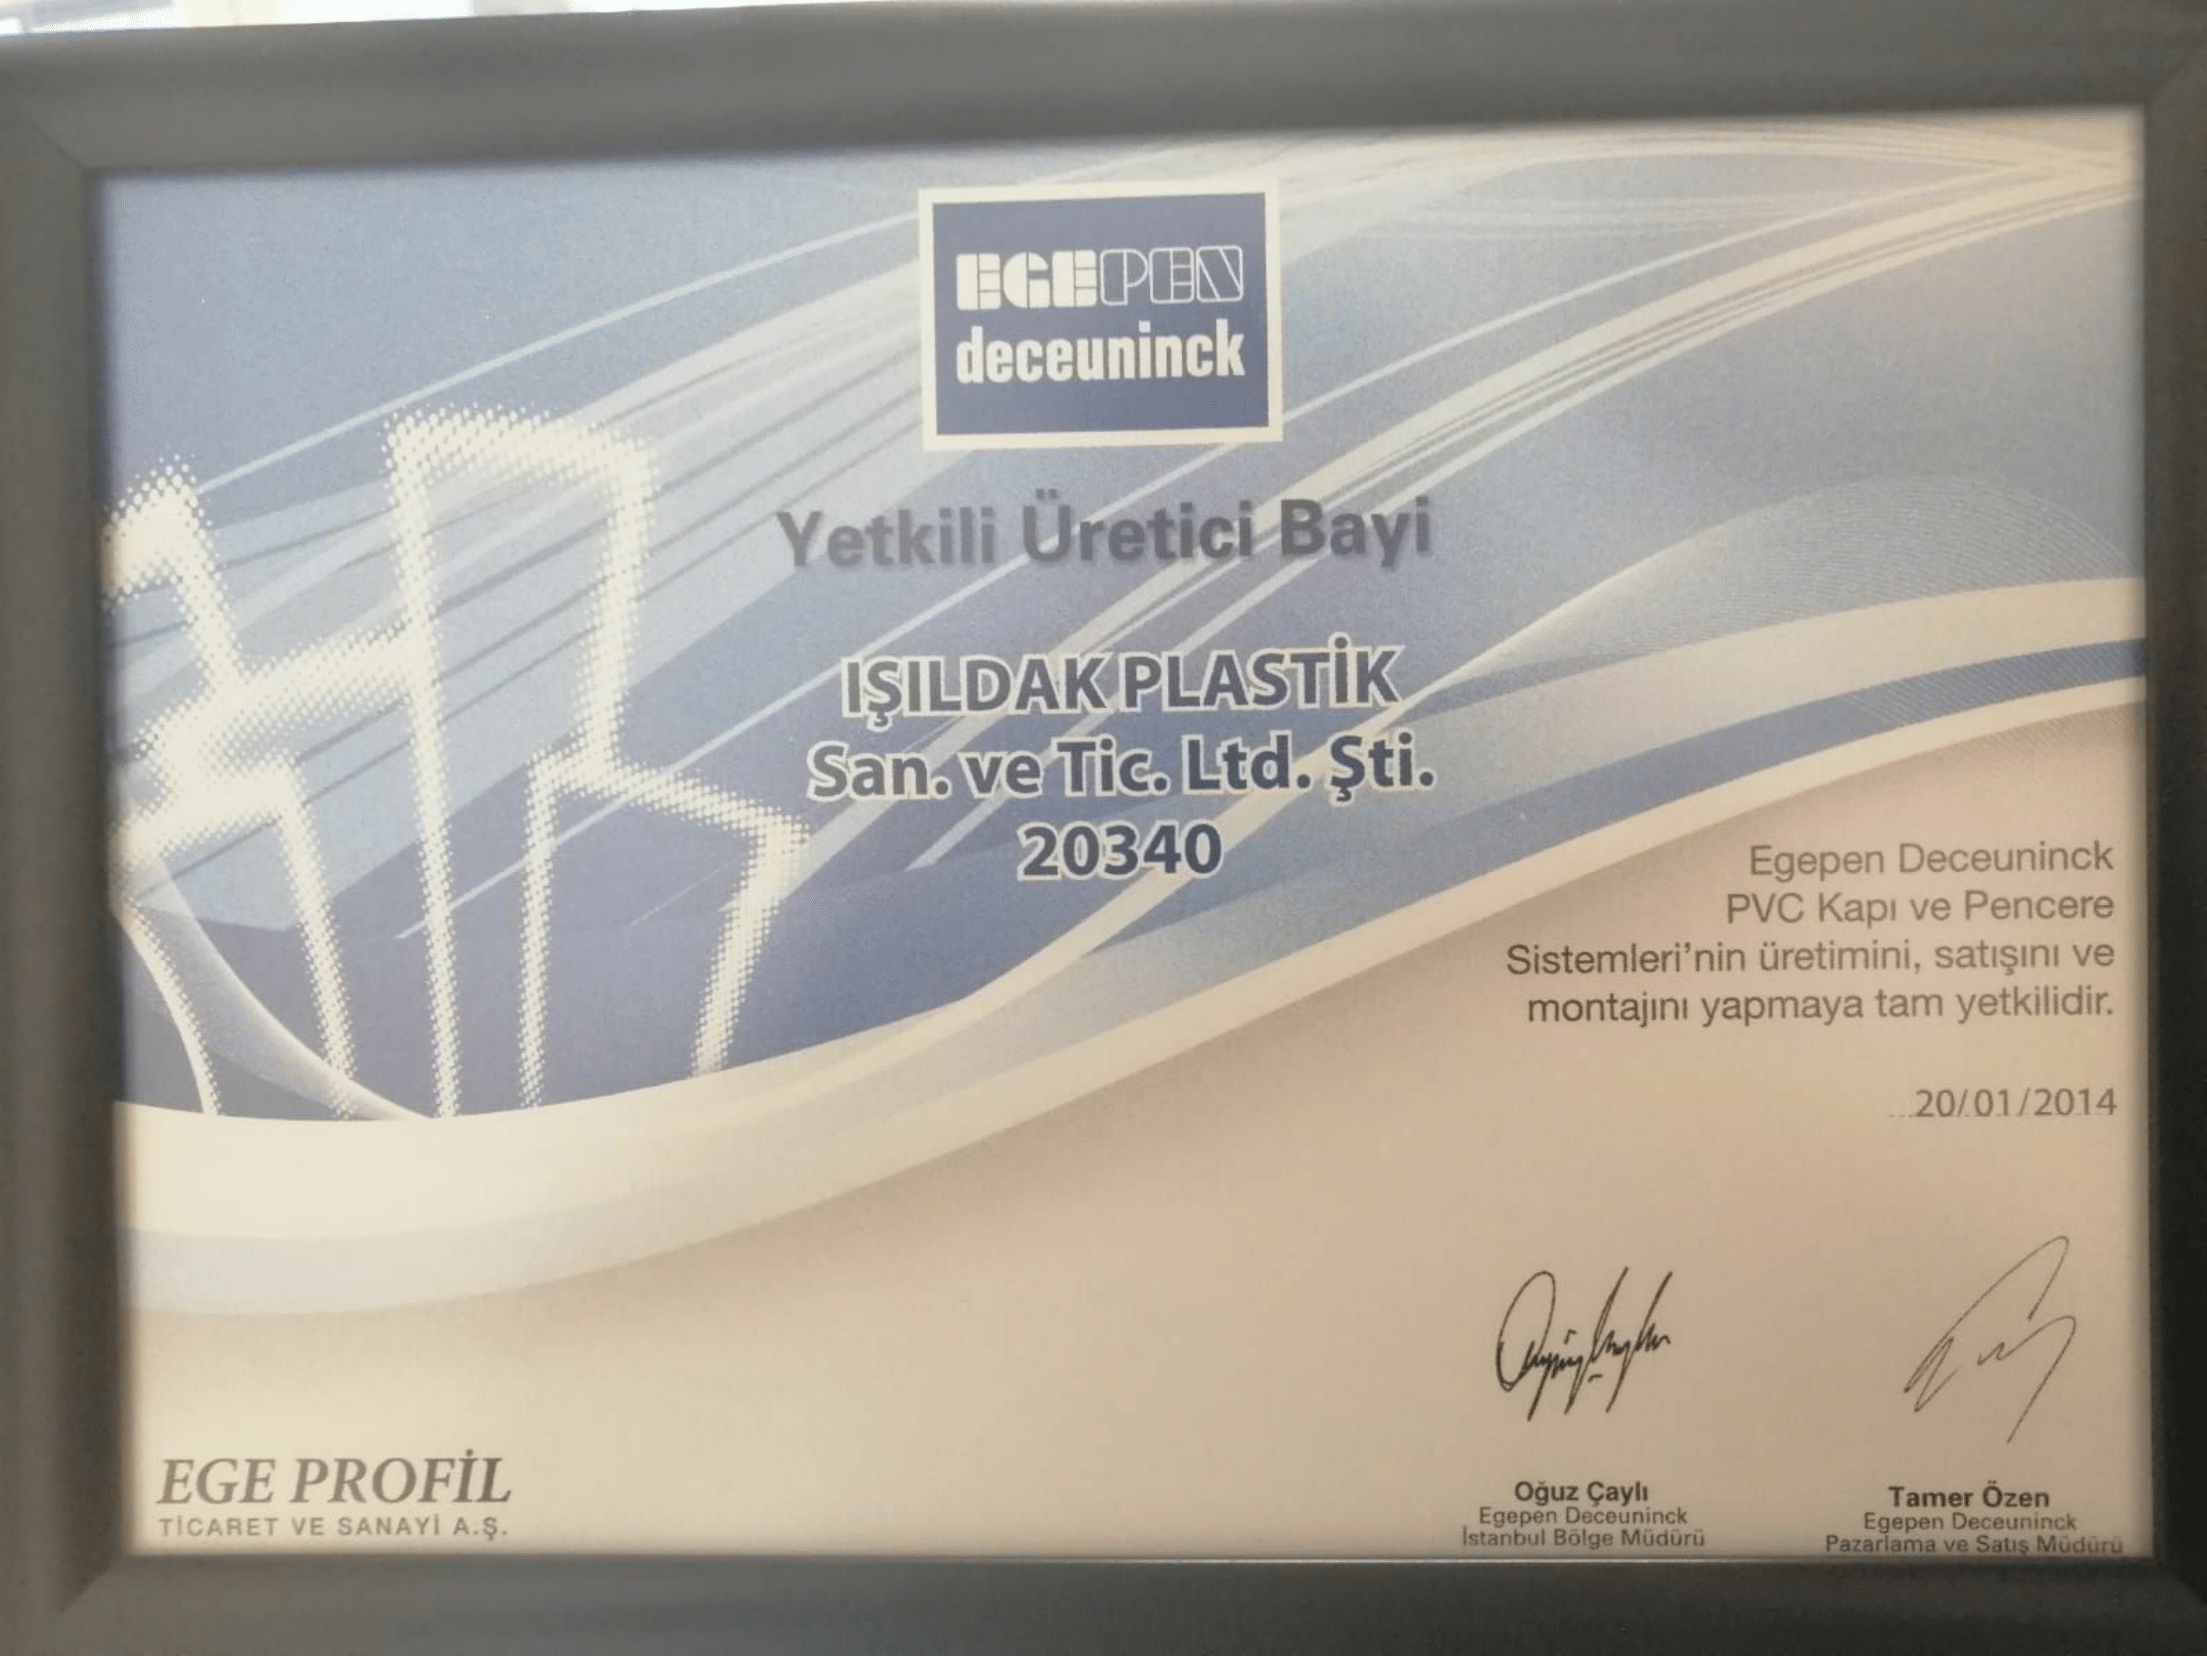 EGEPEN
deceuninck
Yetkili Üretici Bayi
IŞILDAK PLASTİK
San. ve Tic. Ltd. Şti.
20340
Egepen Deceuninck
PVC Kapı ve Pencere
Sistemleri'nin üretimini, satışını ve
montajını yapmaya tam yetkilidir.
20/01/2014
Oğuz Çaylı
Egepen Deceuninck
İstanbul Bölge Müdürü
Tamer Özen
Egepen Deceuninck
Pazarlama ve Satış Müdürü
EGE PROFİL
TİCARET VE SANAYİ A.Ş.